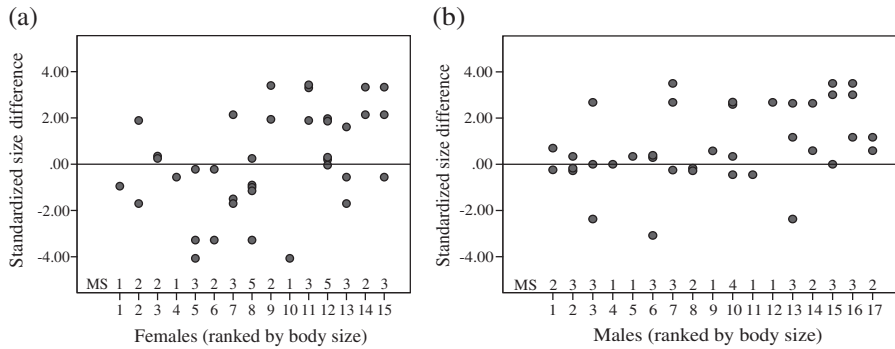 (a)
Standardized size difference
4.00
2.00
.00
-2.00
-4.00
MS 1 2 2 1 3 2 3 5 2 1 3 5 3 2 3
1 2 3 4 5 6 7 8 9 10 11 12 13 14 15
Females (ranked by body size)
(b)
Standardized size difference
4.00
2.00
.00
-2.00
-4.00
MS 2 3 3 1 1 3 3 2 1 4 1 1 3 2 3 3 2
1 2 3 4 5 6 7 8 9 10 11 12 13 14 15 16 17
Males (ranked by body size)